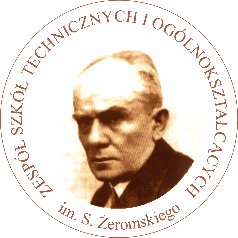 ZESPÓŁ SZKÓŁ TECHNICZNYCH I OGÓLNOKSZTAŁCĄCYCH
im. S. Żeromskiego